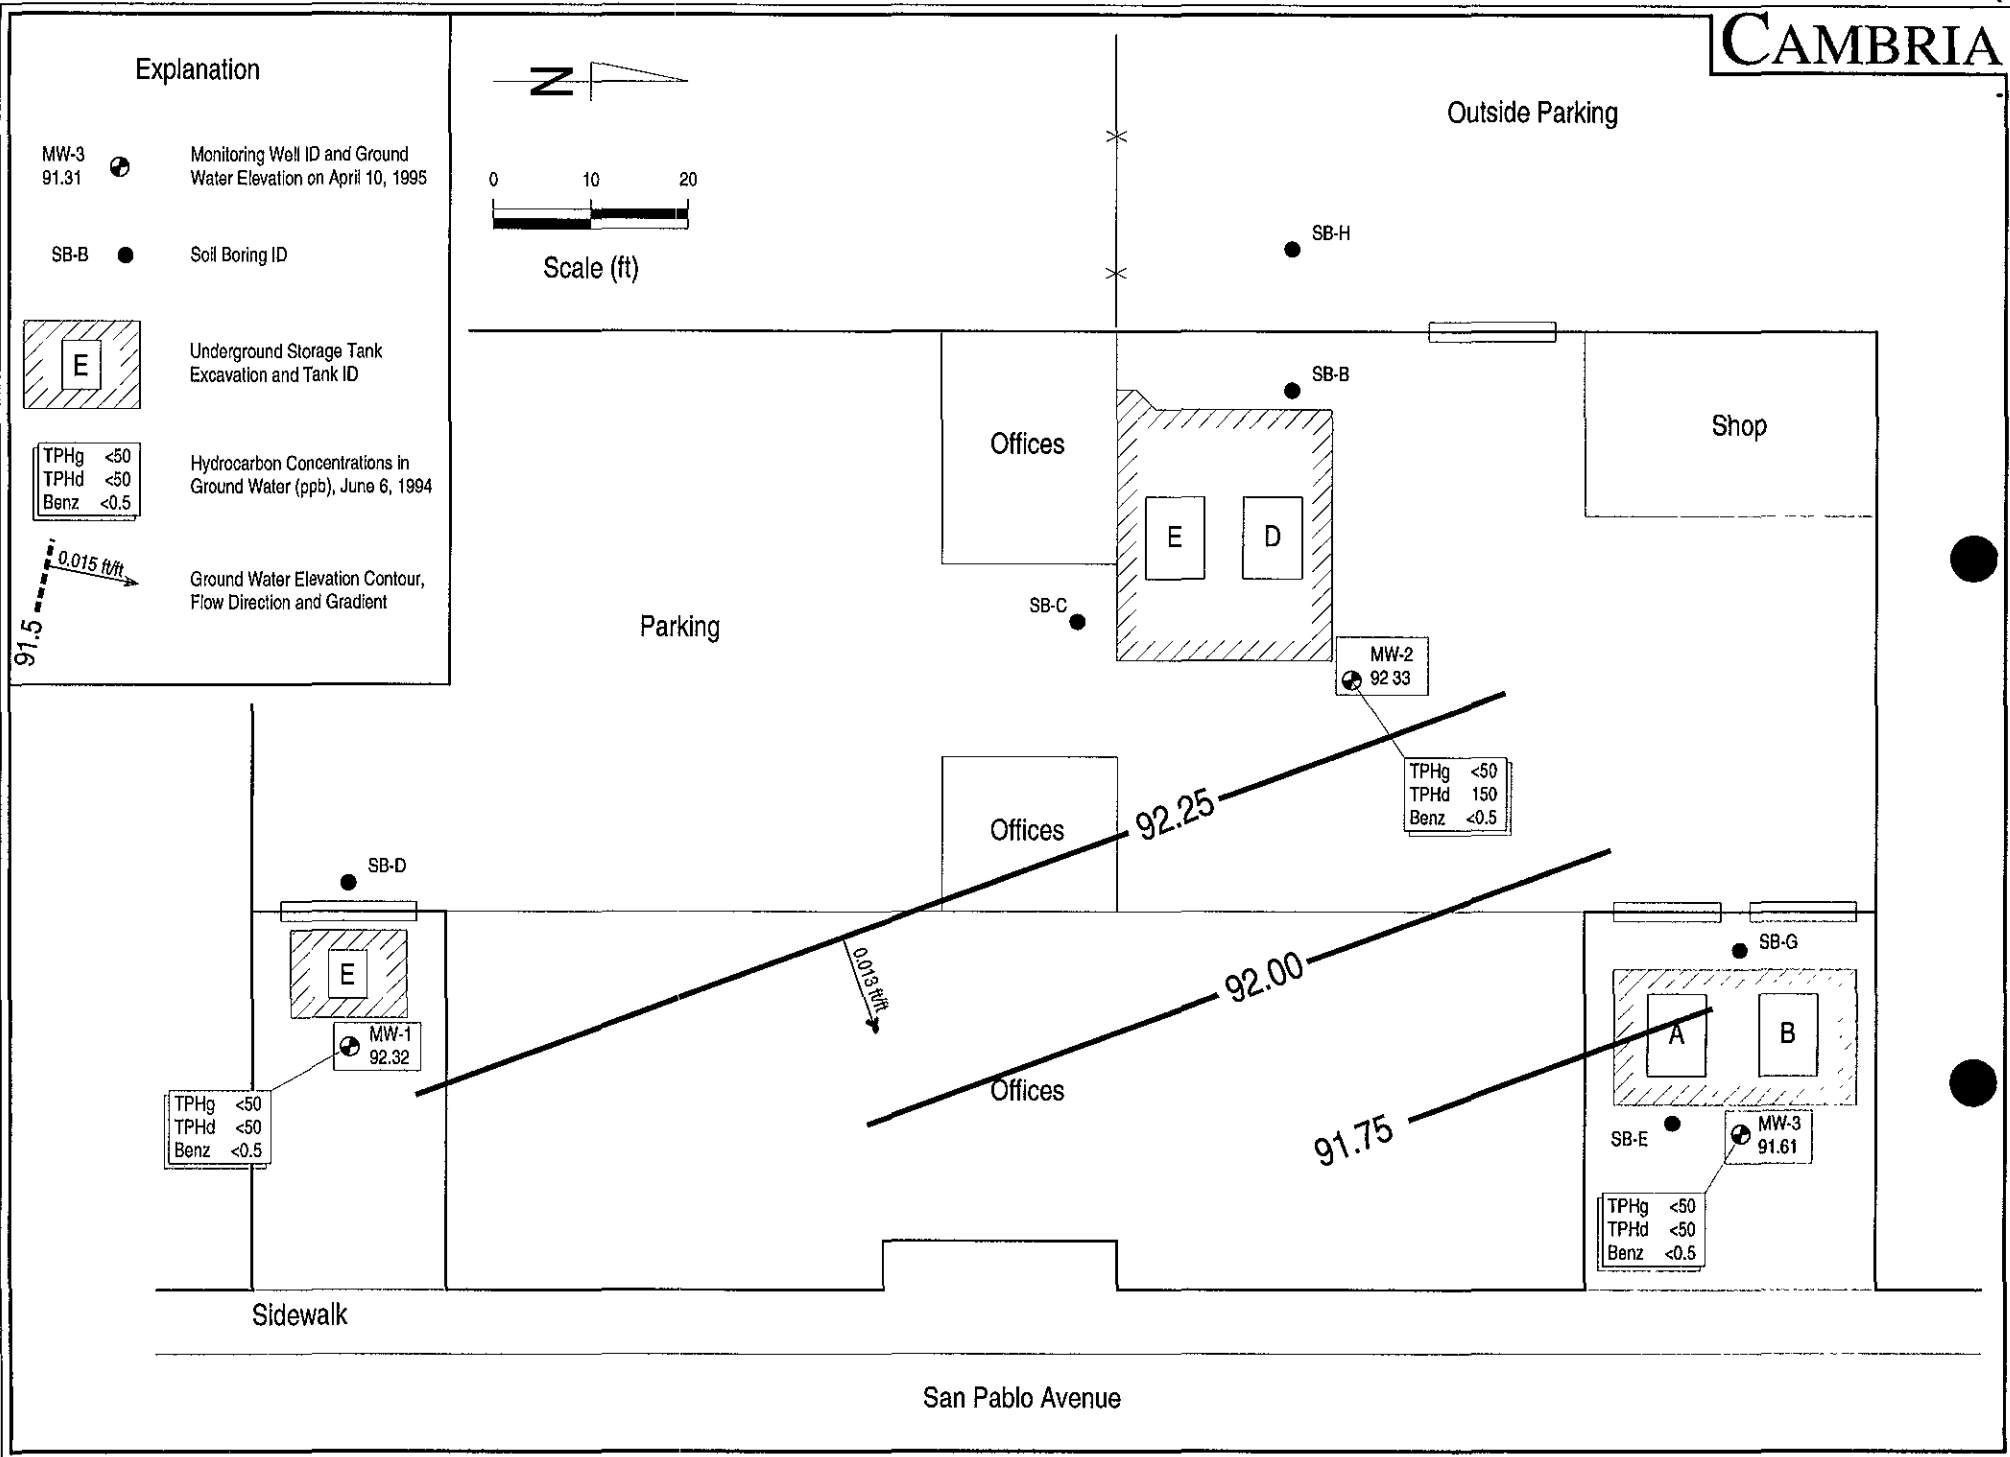 CAMBRIA
Explanation
MW-3
91.31
Monitoring Well ID and Ground
Water Elevation on April 10, 1995
SB-B
Soil Boring ID
E
Underground Storage Tank
Excavation and Tank ID
TPHg <50
TPHd <50
Benz <0.5
Hydrocarbon Concentrations in
Ground Water (ppb), June 6, 1994
0.015 ft/ft
91.5
Ground Water Elevation Contour,
Flow Direction and Gradient
N
0 10 20
Scale (ft)
Outside Parking
SB-H
SB-B
Offices
Shop
E
D
SB-C
Parking
MW-2
92 33
TPHg <50
TPHd 150
Benz <0.5
92.25
Offices
SB-D
E
MW-1
92.32
TPHg <50
TPHd <50
Benz <0.5
0.013 ft/ft
92.00
Offices
91.75
SB-G
A
B
SB-E
MW-3
91.61
TPHg <50
TPHd <50
Benz <0.5
Sidewalk
San Pablo Avenue